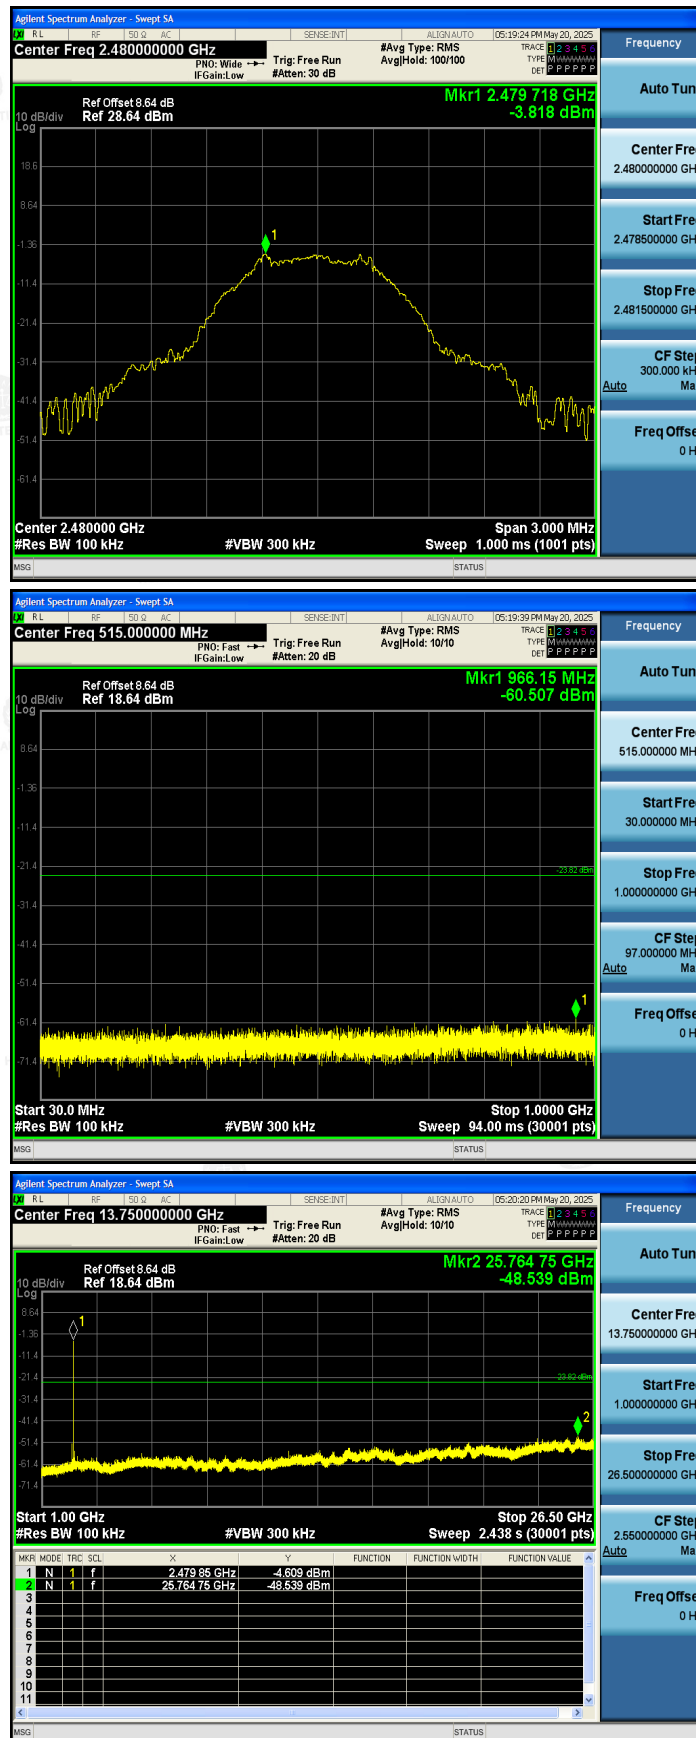 Agilent Spectrum Analyzer - Swept SA
LXI RL RF 50 Ω AC SENSE:INT ALIGN AUTO 05:19:24 PM May 20, 2025
Center Freq 2.480000000 GHz
PNO: Wide
IFGain:Low
Trig: Free Run
#Atten: 30 dB
#Avg Type: RMS
Avg|Hold: 100/100
TRACE 1 2 3 4 5 6
TYPE M
DET P P P P P P
Frequency
Ref Offset 8.64 dB
10 dB/div Ref 28.64 dBm
Log
Mkr1 2.479 718 GHz
-3.818 dBm
18.6
8.64
-1.36
-11.4
-21.4
-31.4
-41.4
-51.4
-61.4
1
Center 2.480000 GHz Span 3.000 MHz
#Res BW 100 kHz #VBW 300 kHz Sweep 1.000 ms (1001 pts)
Auto Tun
Center Fre
2.480000000 GH
Start Fre
2.478500000 GH
Stop Fre
2.481500000 GH
CF Step
300.000 kH
Auto Ma
Freq Offse
0 H
MSG STATUS
Agilent Spectrum Analyzer - Swept SA
LXI RL RF 50 Ω AC SENSE:INT ALIGN AUTO 05:19:39 PM May 20, 2025
Center Freq 515.000000 MHz
PNO: Fast
IFGain:Low
Trig: Free Run
#Atten: 20 dB
#Avg Type: RMS
Avg|Hold: 10/10
TRACE 1 2 3 4 5 6
TYPE M
DET P P P P P P
Frequency
Ref Offset 8.64 dB
10 dB/div Ref 18.64 dBm
Log
Mkr1 966.15 MHz
-60.507 dBm
8.64
-1.36
-11.4
-21.4
-31.4
-41.4
-51.4
-61.4
-71.4
-23.82 dBm
1
Start 30.0 MHz Stop 1.0000 GHz
#Res BW 100 kHz #VBW 300 kHz Sweep 94.00 ms (30001 pts)
Auto Tun
Center Fre
515.000000 MH
Start Fre
30.000000 MH
Stop Fre
1.000000000 GH
CF Step
97.000000 MH
Auto Ma
Freq Offse
0 H
MSG STATUS
Agilent Spectrum Analyzer - Swept SA
LXI RL RF 50 Ω AC SENSE:INT ALIGN AUTO 05:20:20 PM May 20, 2025
Center Freq 13.750000000 GHz
PNO: Fast
IFGain:Low
Trig: Free Run
#Atten: 20 dB
#Avg Type: RMS
Avg|Hold: 10/10
TRACE 1 2 3 4 5 6
TYPE M
DET P P P P P P
Frequency
Ref Offset 8.64 dB
10 dB/div Ref 18.64 dBm
Log
Mkr2 25.764 75 GHz
-48.539 dBm
8.64
-1.36
-11.4
-21.4
-31.4
-41.4
-51.4
-61.4
-71.4
1
-23.82 dBm
2
Start 1.00 GHz Stop 26.50 GHz
#Res BW 100 kHz #VBW 300 kHz Sweep 2.438 s (30001 pts)
MKR MODE TRC SCL X Y FUNCTION FUNCTION WIDTH FUNCTION VALUE
1 N 1 f 2.479 85 GHz -4.609 dBm
2 N 1 f 25.764 75 GHz -48.539 dBm
3
4
5
6
7
8
9
10
11
Auto Tun
Center Fre
13.750000000 GH
Start Fre
1.000000000 GH
Stop Fre
26.500000000 GH
CF Step
2.550000000 GH
Auto Ma
Freq Offse
0 H
MSG STATUS